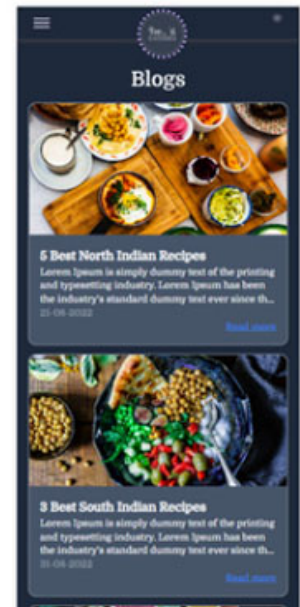 Blogs
5 Best North Indian Recipes
Lorem Ipsum is simply dummy text of the printing
and typesetting industry. Lorem Ipsum has been
the industry's standard dummy text ever since th...
21-08-2022
Read more
3 Best South Indian Recipes
Lorem Ipsum is simply dummy text of the printing
and typesetting industry. Lorem Ipsum has been
the industry's standard dummy text ever since th...
Read more